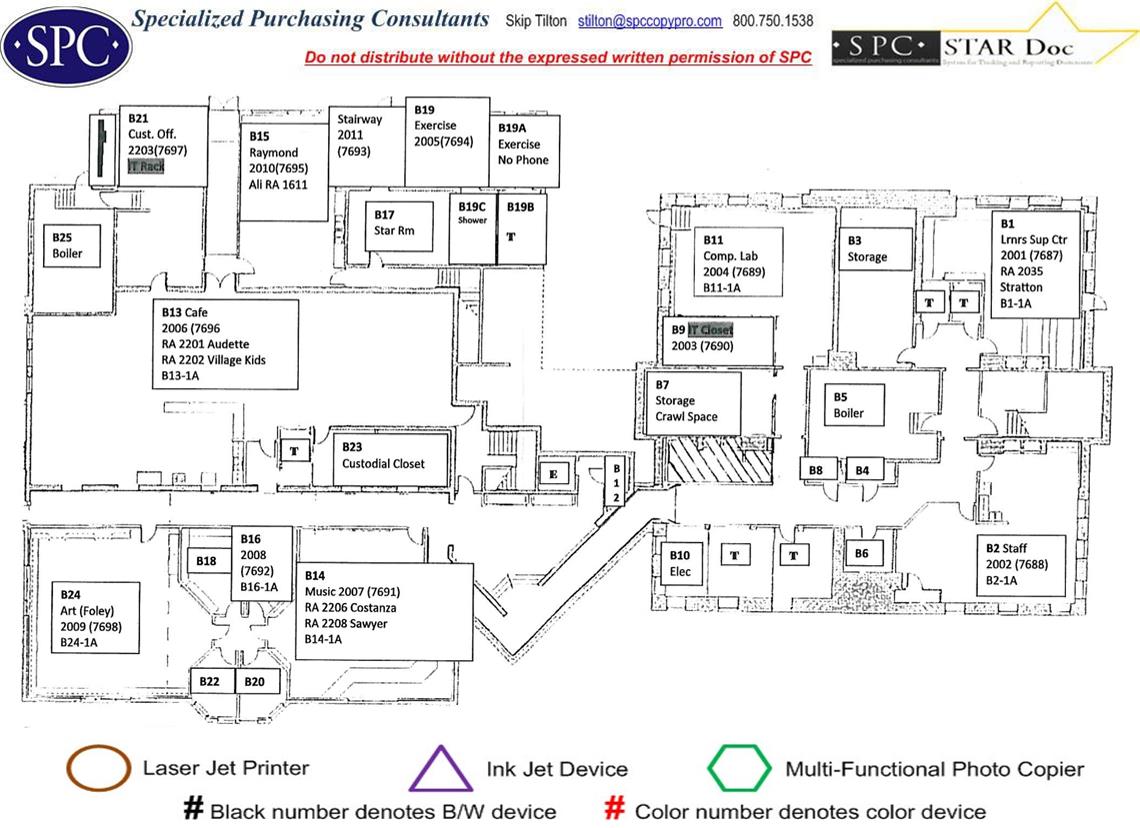 SPC
Specialized Purchasing Consultants Skip Tilton stilton@spccopypro.com 800.750.1538
Do not distribute without the expressed written permission of SPC
· S P C · STAR Doc
specialized purchasing consultants System for Tracking and Reporting Documents
B21
Cust. Off.
2203(7697)
IT Rack
B15
Raymond
2010(7695)
Ali RA 1611
Stairway
2011
(7693)
B19
Exercise
2005(7694)
B19A
Exercise
No Phone
B17
Star Rm
B19C
Shower
B19B
T
B25
Boiler
B13 Cafe
2006 (7696
RA 2201 Audette
RA 2202 Village Kids
B13-1A
T
B23
Custodial Closet
E
B
1
2
B11
Comp. Lab
2004 (7689)
B11-1A
B3
Storage
B1
Lrnrs Sup Ctr
2001 (7687)
RA 2035
Stratton
B1-1A
T
T
B9 IT Closet
2003 (7690)
B7
Storage
Crawl Space
B5
Boiler
B8
B4
B10
Elec
T
T
B6
B2 Staff
2002 (7688)
B2-1A
B18
B16
2008
(7692)
B16-1A
B14
Music 2007 (7691)
RA 2206 Costanza
RA 2208 Sawyer
B14-1A
B24
Art (Foley)
2009 (7698)
B24-1A
B22
B20
Laser Jet Printer
Ink Jet Device
Multi-Functional Photo Copier
# Black number denotes B/W device
# Color number denotes color device